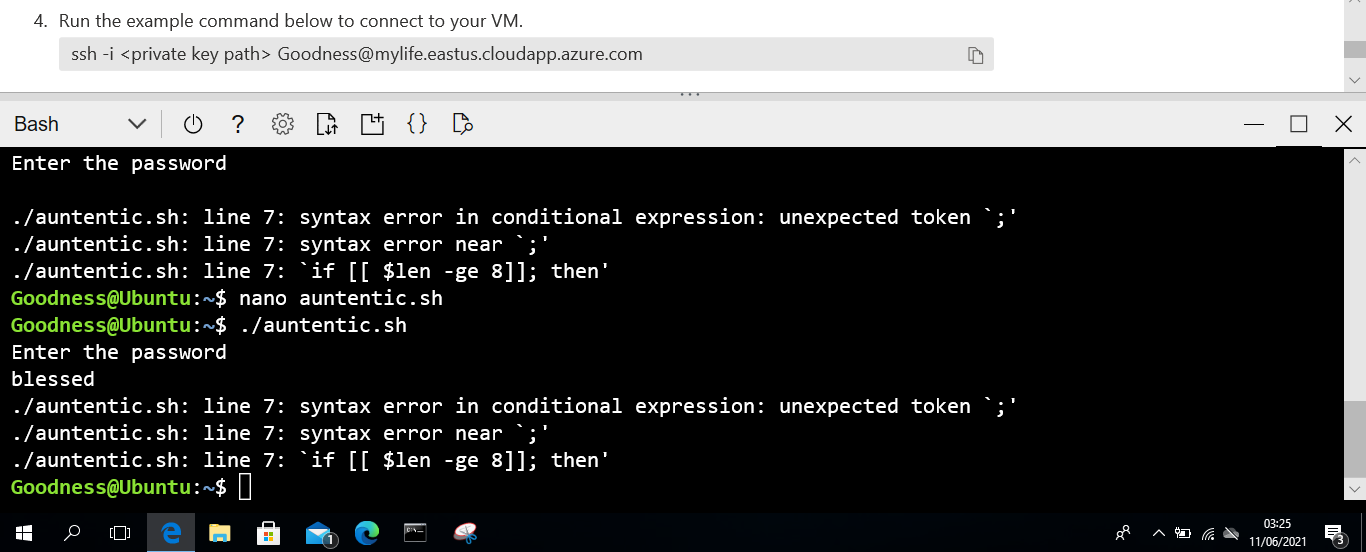 4. Run the example command below to connect to your VM.
ssh -i <private key path> Goodness@mylife.eastus.cloudapp.azure.com
Bash
?
{}
Enter the password
./auntentic.sh: line 7: syntax error in conditional expression: unexpected token `;'
./auntentic.sh: line 7: syntax error near `;'
./auntentic.sh: line 7: `if [[ $len -ge 8]]; then'
Goodness@Ubuntu:~$ nano auntentic.sh
Goodness@Ubuntu:~$ ./auntentic.sh
Enter the password
blessed
./auntentic.sh: line 7: syntax error in conditional expression: unexpected token `;'
./auntentic.sh: line 7: syntax error near `;'
./auntentic.sh: line 7: `if [[ $len -ge 8]]; then'
Goodness@Ubuntu:~$
1
03:25
11/06/2021
3